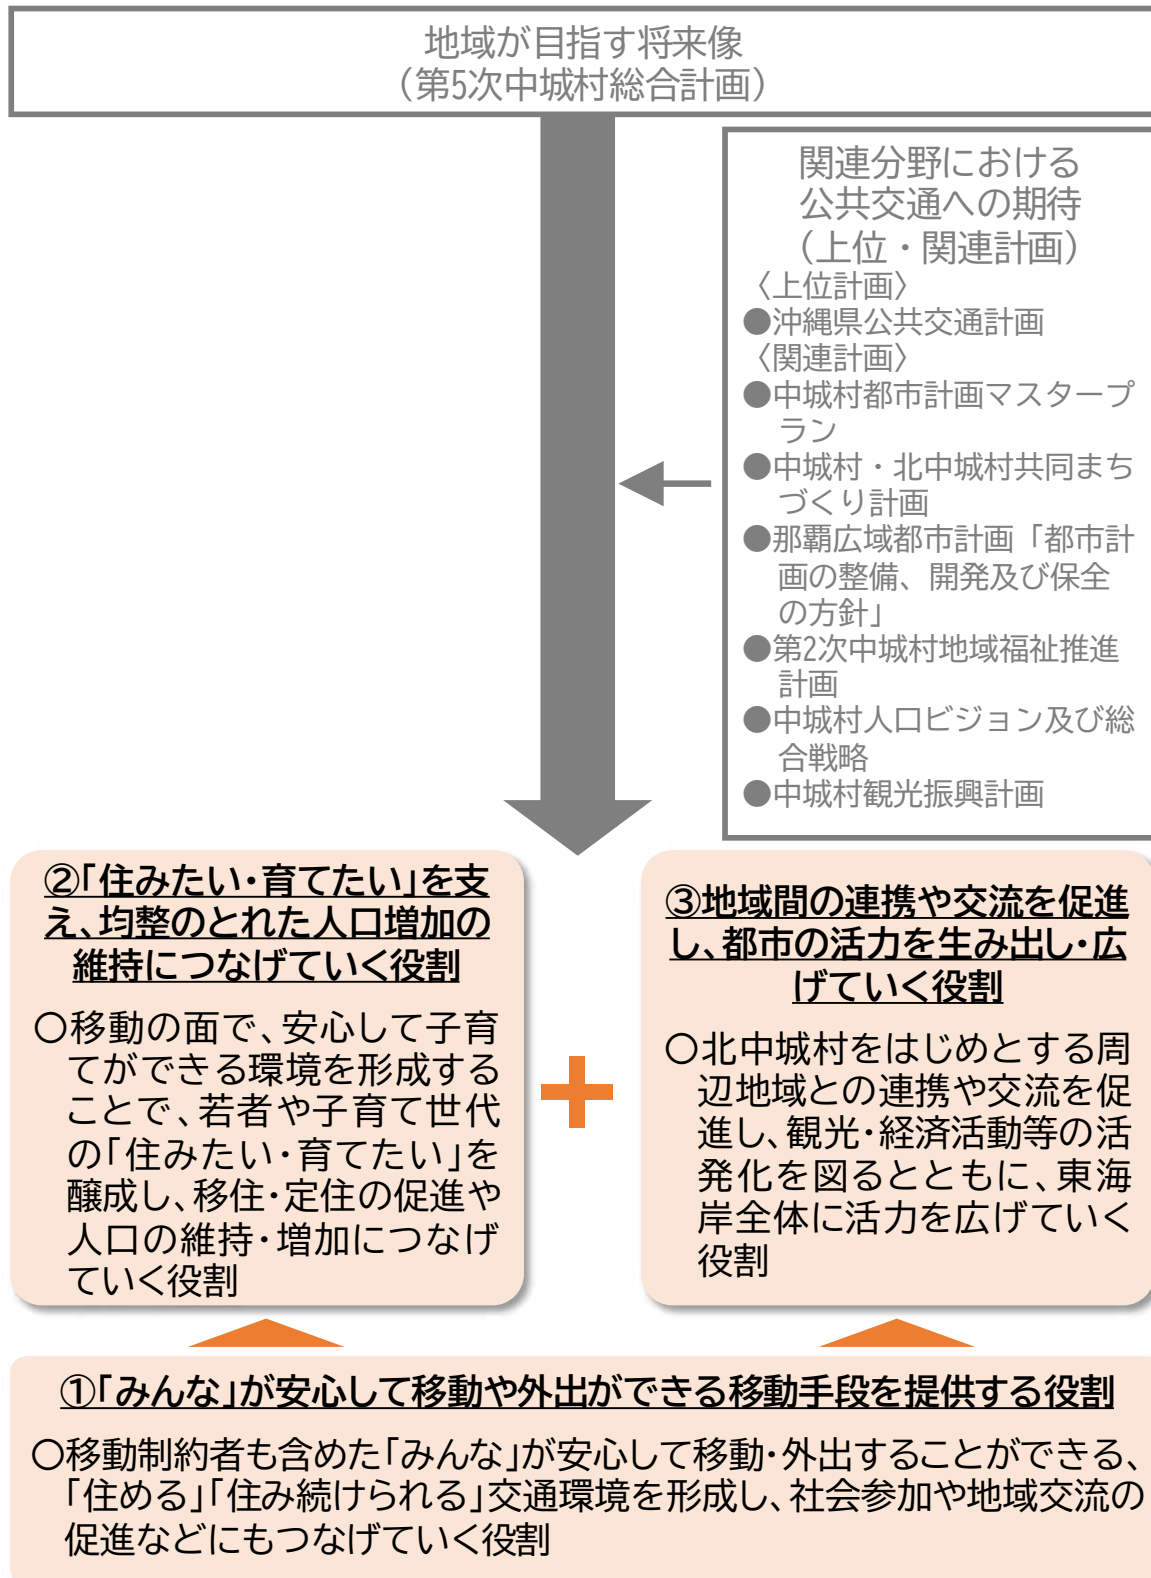 地域が目指す将来像
（第5次中城村総合計画）
関連分野における
公共交通への期待
（上位・関連計画）
〈上位計画〉
●沖縄県公共交通計画
〈関連計画〉
●中城村都市計画マスタープ
ラン
●中城村・北中城村共同まち
づくり計画
●那覇広域都市計画「都市計
画の整備、開発及び保全
の方針」
●第2次中城村地域福祉推進
計画
●中城村人口ビジョン及び総
合戦略
●中城村観光振興計画
②「住みたい・育てたい」を支
え、均整のとれた人口増加の
維持につなげていく役割
〇移動の面で、安心して子育
てができる環境を形成する
ことで、若者や子育て世代
の「住みたい・育てたい」を
醸成し、移住・定住の促進や
人口の維持・増加につなげ
ていく役割
③地域間の連携や交流を促進
し、都市の活力を生み出し・広
げていく役割
〇北中城村をはじめとする周
辺地域との連携や交流を促
進し、観光・経済活動等の活
発化を図るとともに、東海
岸全体に活力を広げていく
役割
①「みんな」が安心して移動や外出ができる移動手段を提供する役割
〇移動制約者も含めた「みんな」が安心して移動・外出することができる、
「住める」「住み続けられる」交通環境を形成し、社会参加や地域交流の
促進などにもつなげていく役割